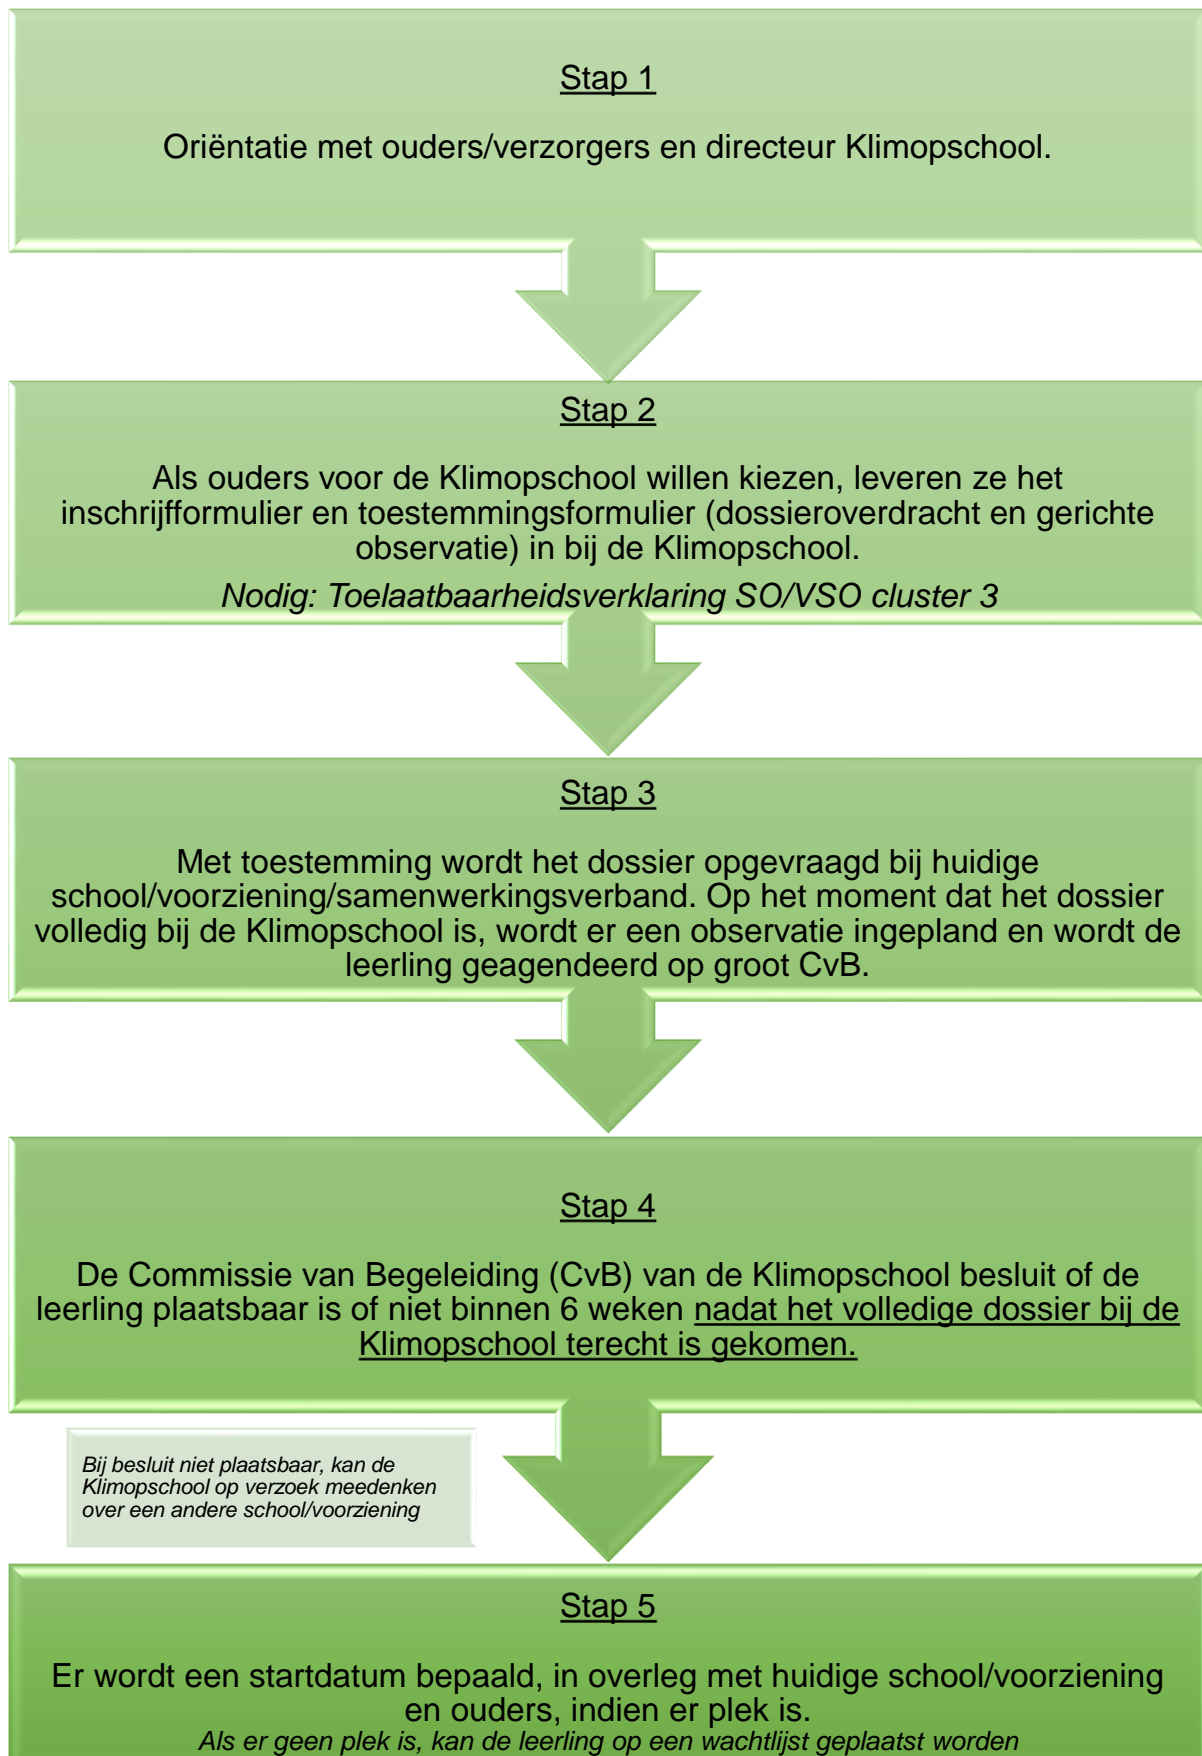 Stap 1
Oriëntatie met ouders/verzorgers en directeur Klimopschool.
Stap 2
Als ouders voor de Klimopschool willen kiezen, leveren ze het
inschrijfformulier en toestemmingsformulier (dossieroverdracht en gerichte
observatie) in bij de Klimopschool.
Nodig: Toelaatbaarheidsverklaring SO/VSO cluster 3
Stap 3
Met toestemming wordt het dossier opgevraagd bij huidige
school/voorziening/samenwerkingsverband. Op het moment dat het dossier
volledig bij de Klimopschool is, wordt er een observatie ingepland en wordt de
leerling geagendeerd op groot CvB.
Stap 4
De Commissie van Begeleiding (CvB) van de Klimopschool besluit of de
leerling plaatsbaar is of niet binnen 6 weken nadat het volledige dossier bij de
Klimopschool terecht is gekomen.
Bij besluit niet plaatsbaar, kan de
Klimopschool op verzoek meedenken
over een andere school/voorziening
Stap 5
Er wordt een startdatum bepaald, in overleg met huidige school/voorziening
en ouders, indien er plek is.
Als er geen plek is, kan de leerling op een wachtlijst geplaatst worden